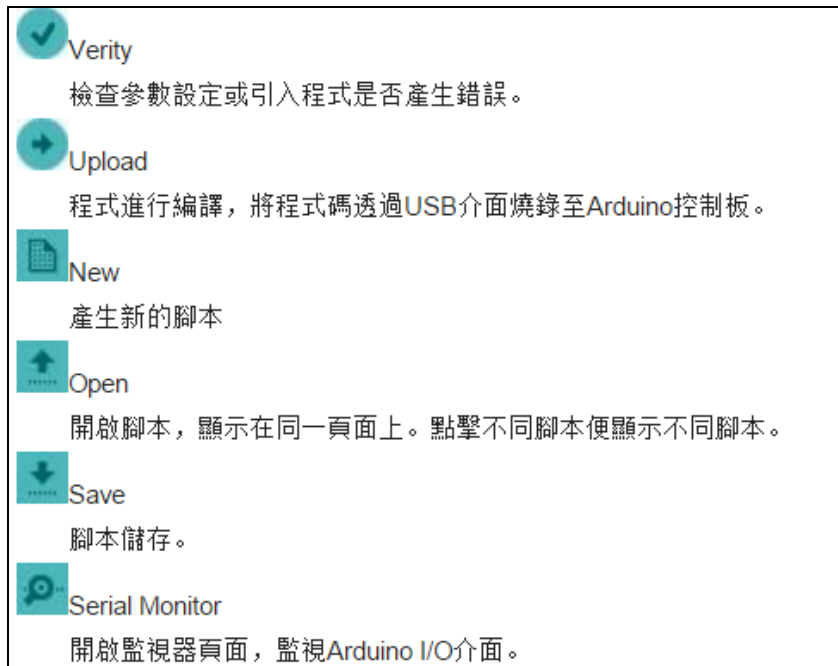 Verity
檢查參數設定或引入程式是否產生錯誤。
Upload
程式進行編譯，將程式碼透過USB介面燒錄至Arduino控制板。
New
產生新的腳本
Open
開啟腳本，顯示在同一頁面上。點擊不同腳本便顯示不同腳本。
Save
腳本儲存。
Serial Monitor
開啟監視器頁面，監視Arduino I/O介面。